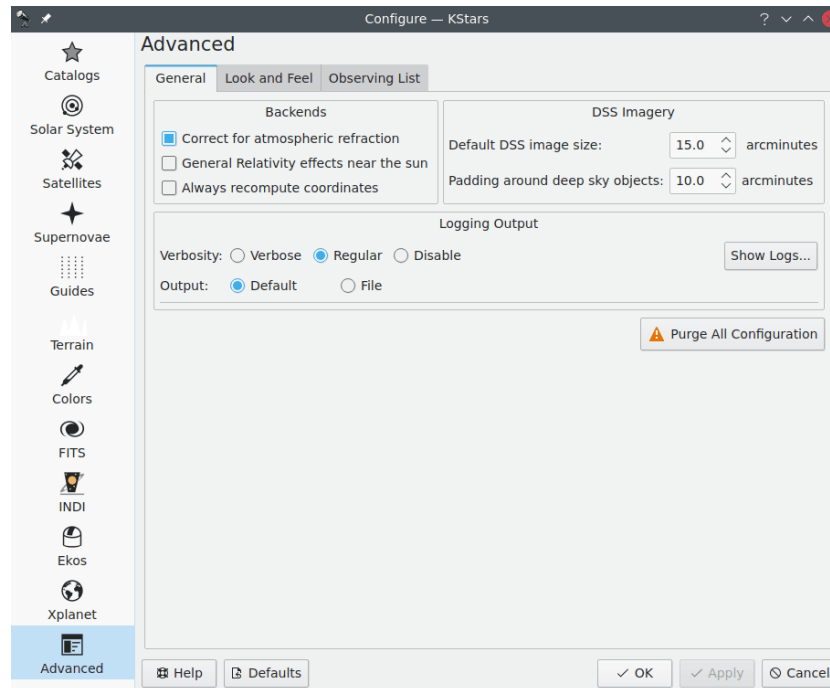 Configure — KStars
?
Catalogs
Solar System
Satellites
Supernovae
Guides
Terrain
Colors
FITS
INDI
Ekos
Xplanet
Advanced
Advanced
General Look and Feel Observing List
Backends
Correct for atmospheric refraction
General Relativity effects near the sun
Always recompute coordinates
DSS Imagery
Default DSS image size: 15.0 arcminutes
Padding around deep sky objects: 10.0 arcminutes
Logging Output
Verbosity: Verbose Regular Disable Show Logs...
Output: Default File
Purge All Configuration
Help Defaults OK Apply Cancel